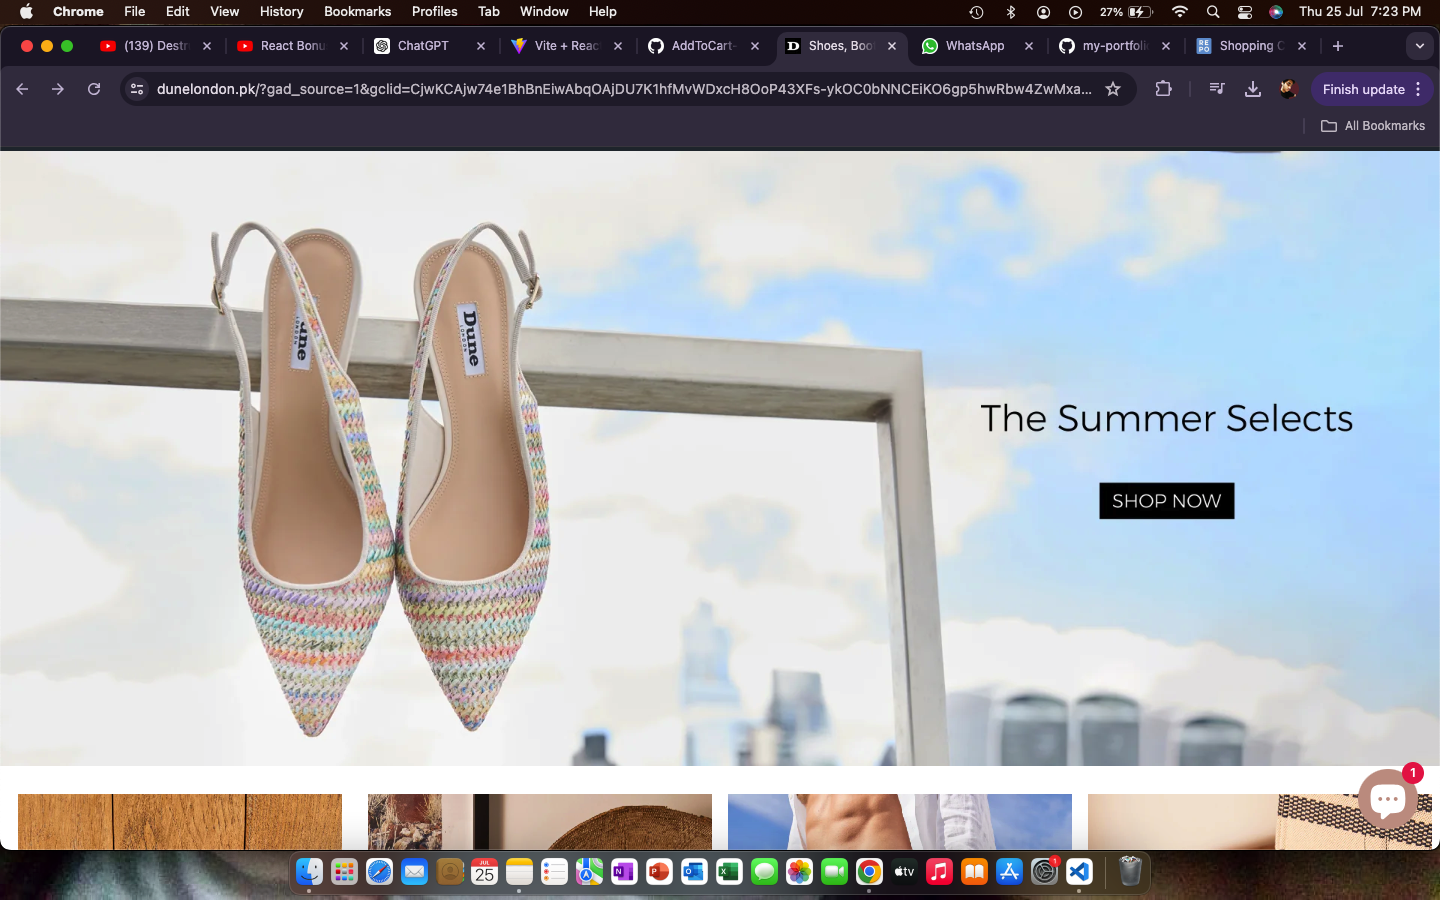 Chrome File Edit View History Bookmarks Profiles Tab Window Help 27% Thu 25 Jul 7:23 PM
(139) Destr React Bonu ChatGPT Vite + Reac AddToCart- Shoes, Boo WhatsApp my-portfoli Shopping C
dunelondon.pk/?gad_source=1&gclid=CjwKCAjw74e1BhBnEiwAbqOAjDU7K1hfMvWDxcH8OoP43XFs-ykOC0bNNCEiKO6gp5hwRbw4ZwMxa... Finish update
All Bookmarks
Dune
LONDON
Dune
LONDON
The Summer Selects
SHOP NOW
1
JUL
25
tv
1